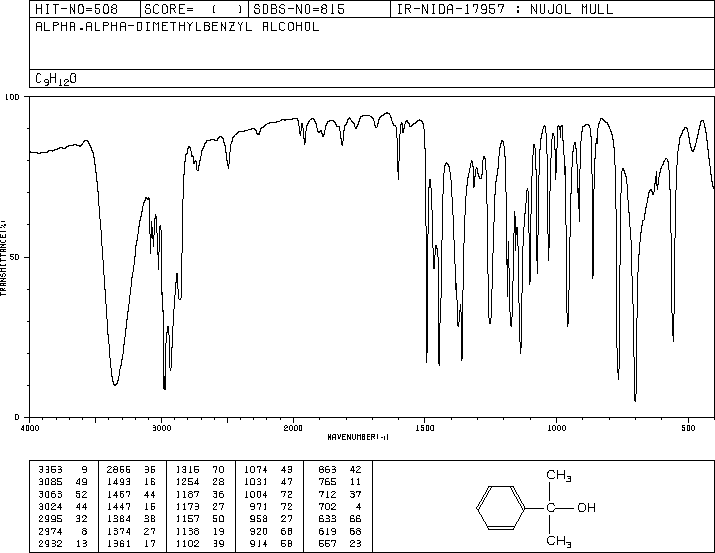 HIT-NO=508 SCORE= ( ) SDBS-NO=815 IR-NIDA-17957 : NUJOL MULL
ALPHA,ALPHA-DIMETHYLBENZYL ALCOHOL
C9H12O
100
50
0
TRANSMITTANCE(%)
4000 3000 2000 1500 1000 500
WAVENUMBER(-1)
3363 9 2866 36 1316 70 1074 43 863 42
3085 49 1493 16 1254 28 1031 47 765 11
3063 52 1467 44 1187 36 1004 72 712 37
3024 44 1447 15 1173 27 971 72 702 4
2995 32 1384 38 1157 50 958 27 633 66
2974 8 1374 27 1138 19 920 68 619 68
2932 13 1361 17 1102 39 914 58 557 23
CH3
C OH
CH3